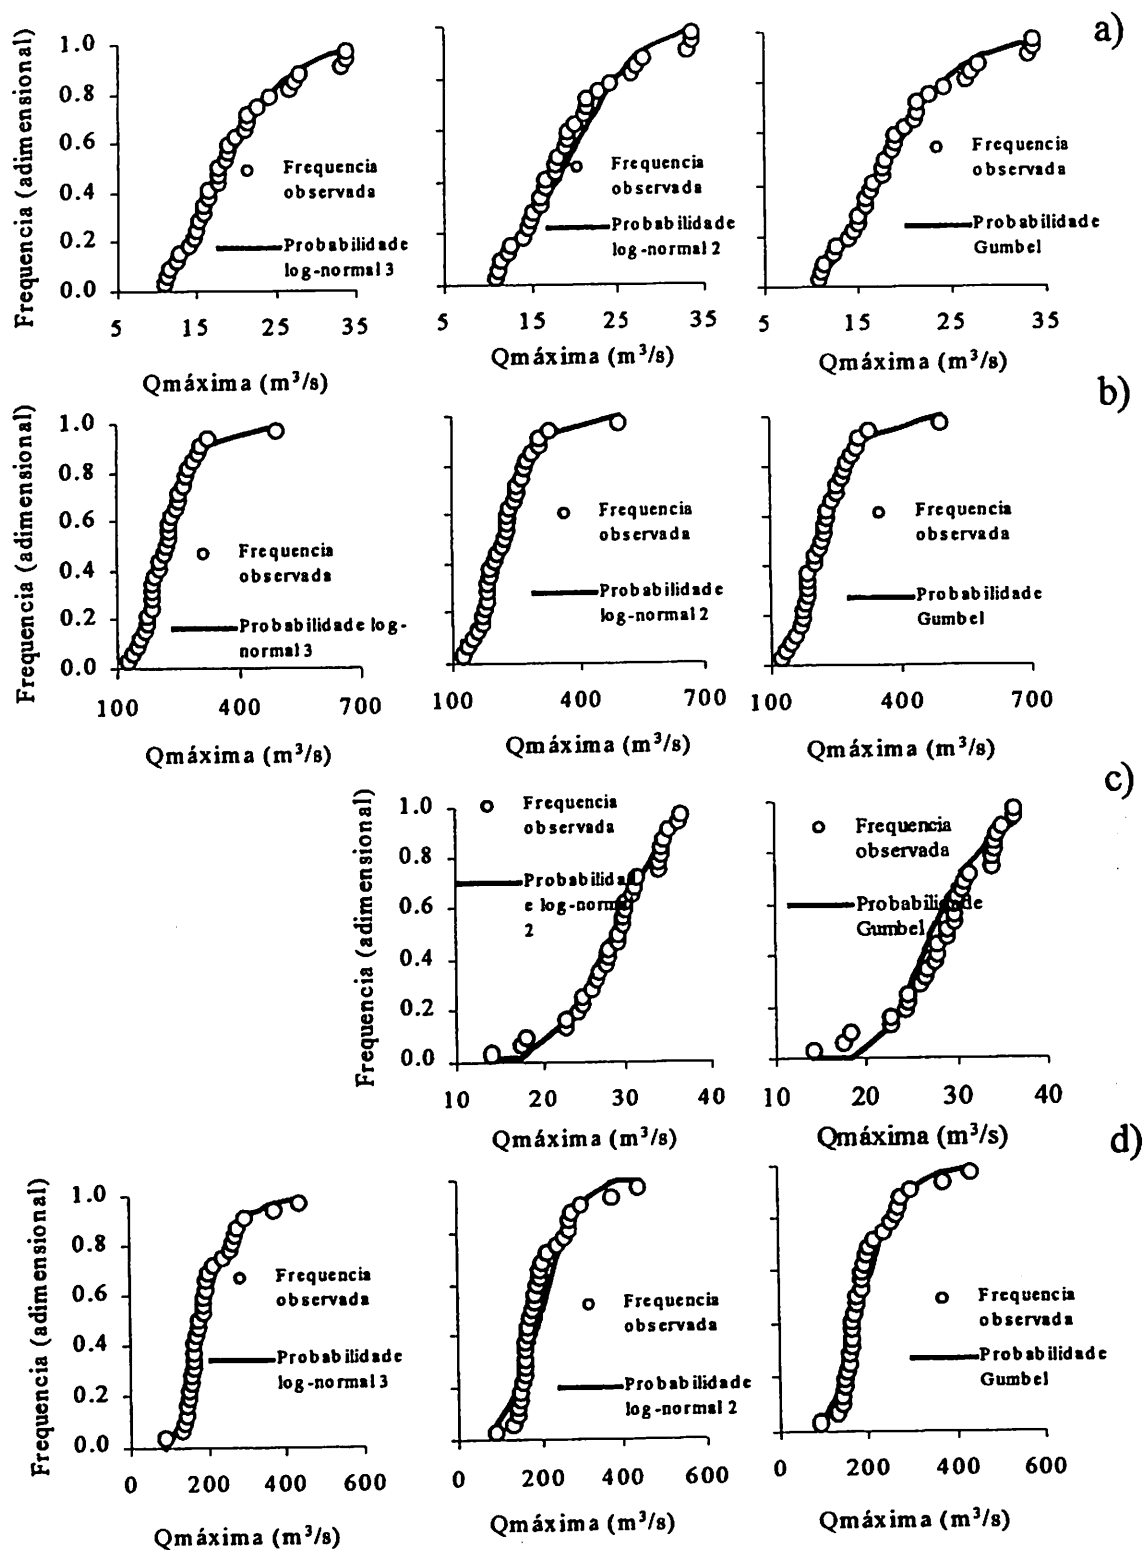 a)
Frequencia (adimensional)
1.0
0.8
0.6
0.4
0.2
0.0
Frequencia
observada
Probabilidade
log-normal 3
5 15 25 35
Qmáxima (m³/s)
Frequencia
observada
Probabilidade
log-normal 2
5 15 25 35
Qmáxima (m³/s)
Frequencia
observada
Probabilidade
Gumbel
5 15 25 35
Qmáxima (m³/s)
b)
Frequencia (adimensional)
1.0
0.8
0.6
0.4
0.2
0.0
Frequencia
observada
Probabilidade log-
normal 3
100 400 700
Qmáxima (m³/s)
Frequencia
observada
Probabilidade
log-normal 2
100 400 700
Qmáxima (m³/s)
Frequencia
observada
Probabilidade
Gumbel
100 400 700
Qmáxima (m³/s)
c)
Frequencia (adimensional)
1.0
0.8
0.6
0.4
0.2
0.0
Frequencia
observada
Probabilidad
e log-normal
2
10 20 30 40
Qmáxima (m³/s)
Frequencia
observada
Probabilidade
Gumbel
10 20 30 40
Qmáxima (m³/s)
d)
Frequencia (adimensional)
1.0
0.8
0.6
0.4
0.2
0.0
Frequencia
observada
Probabilidade
log-normal 3
0 200 400 600
Qmáxima (m³/s)
Frequencia
observada
Probabilidade
log-normal 2
0 200 400 600
Qmáxima (m³/s)
Frequencia
observada
Probabilidade
Gumbel
0 200 400 600
Qmáxima (m³/s)